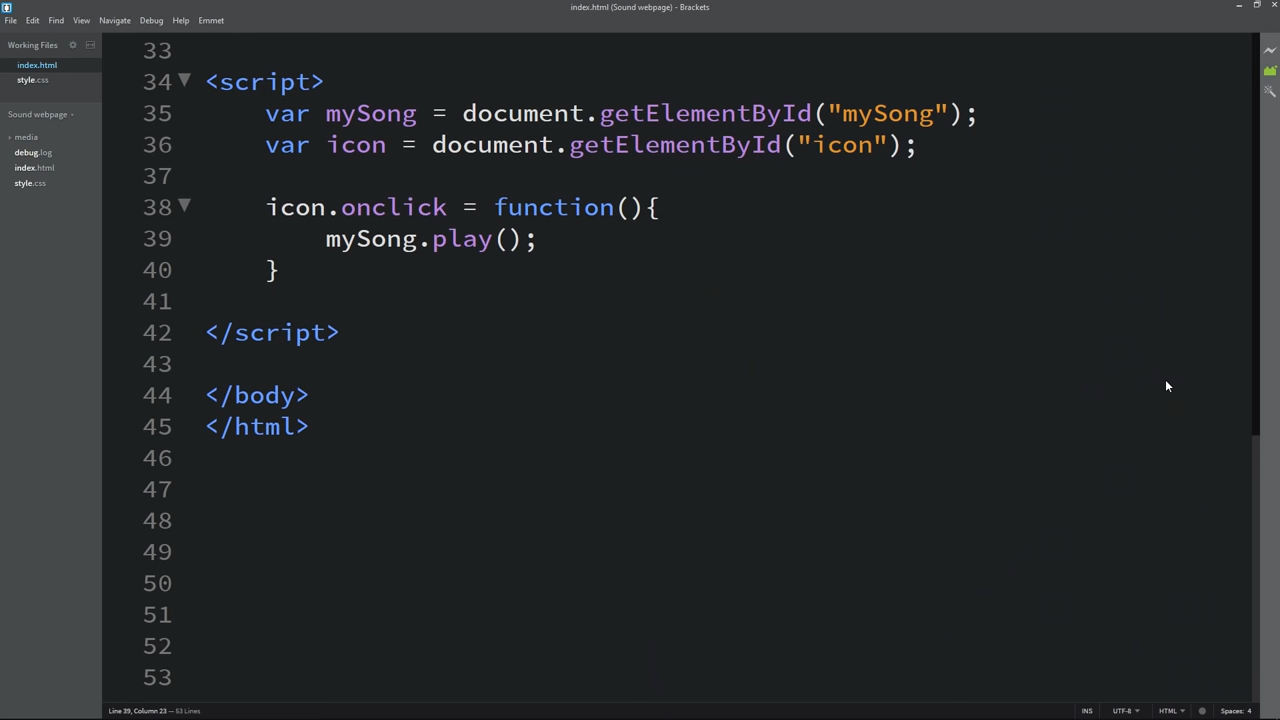 index.html (Sound webpage) - Brackets
File Edit Find View Navigate Debug Help Emmet
Working Files
index.html
style.css
Sound webpage
media
debug.log
index.html
style.css
33
34 <script>
35 var mySong = document.getElementById("mySong");
36 var icon = document.getElementById("icon");
37
38 icon.onclick = function(){
39 mySong.play();
40 }
41
42 </script>
43
44 </body>
45 </html>
46
47
48
49
50
51
52
53
Line 39, Column 23 — 53 Lines
INS UTF-8 HTML Spaces: 4